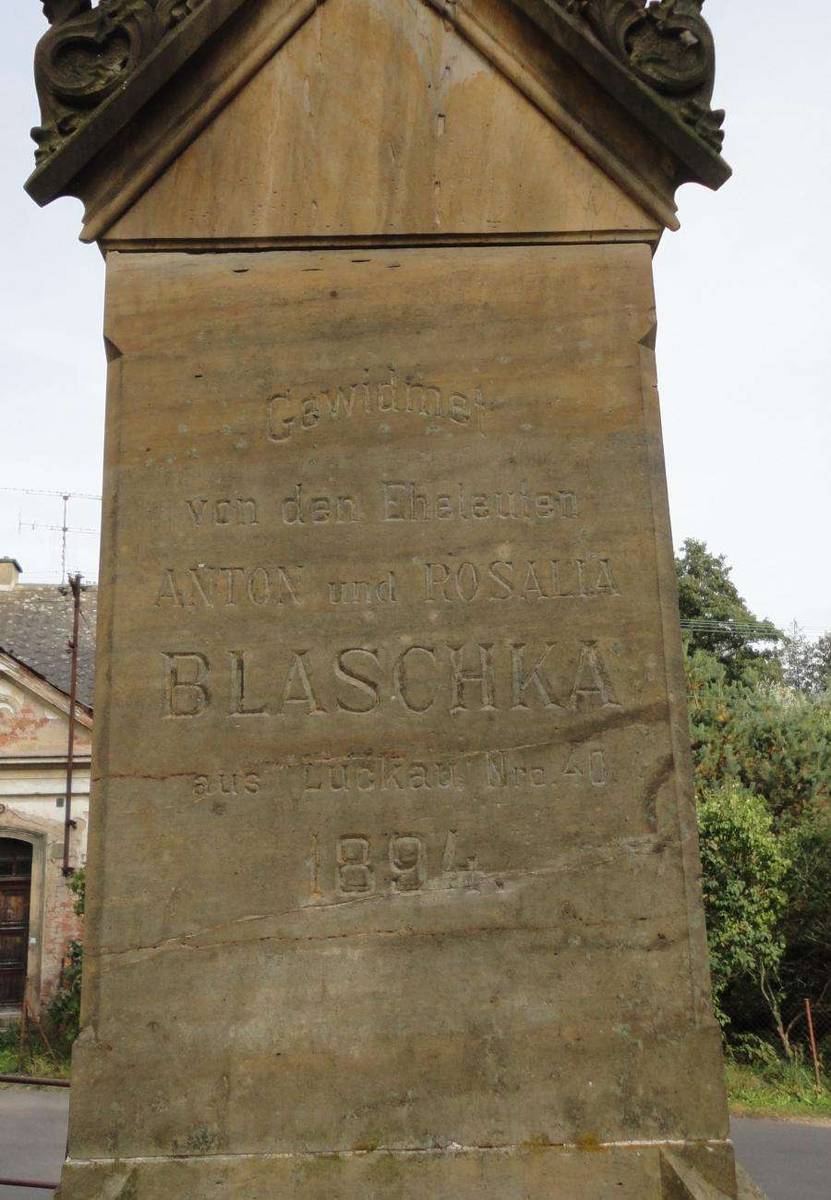 Gewidmet
von den Eheleuten
ANTON und ROSALIA
BLASCHKA
aus Luckau Nro. 40.
1894.